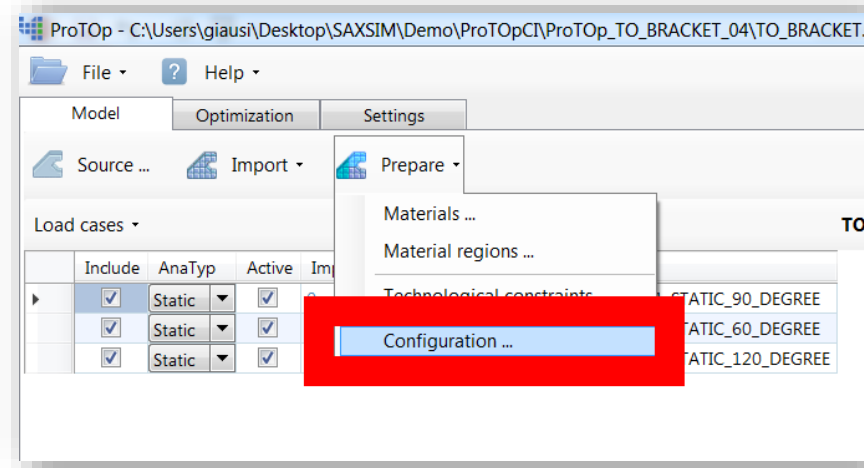 ProTOp - C:\Users\giausi\Desktop\SAXSIM\Demo\ProTOpCI\ProTOp_TO_BRACKET_04\TO_BRACKET.
File Help
Model Optimization Settings
Source ... Import Prepare
Materials ...
Load cases TO
Material regions ...
Include AnaTyp Active Imp
Technological constraints
Static STATIC_90_DEGREE
Configuration ...
Static STATIC_60_DEGREE
Static STATIC_120_DEGREE